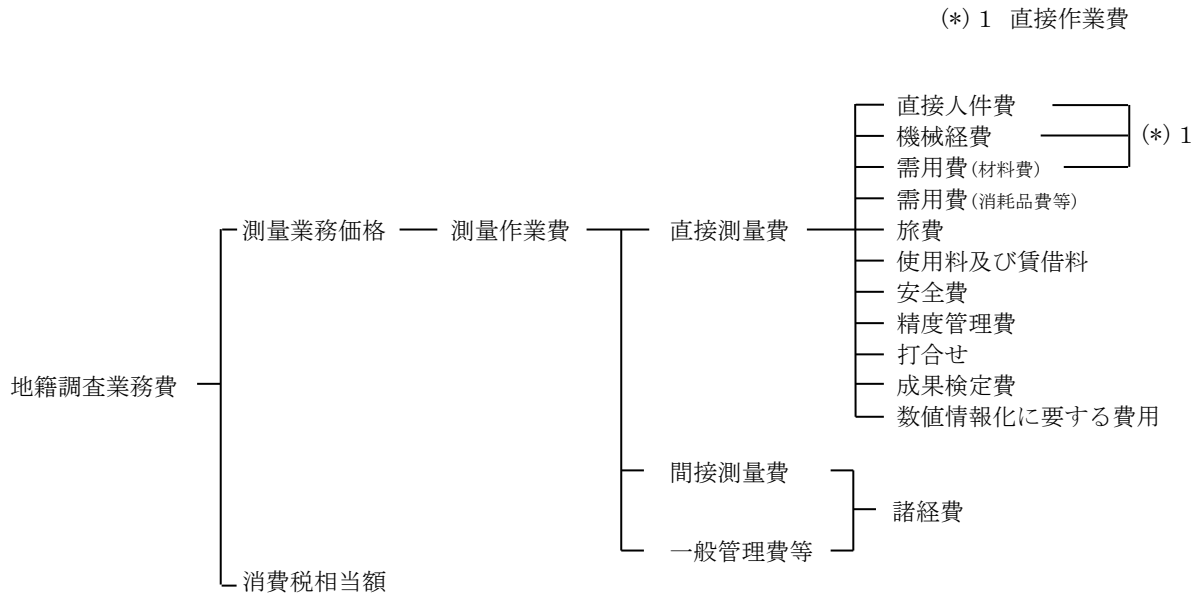 (*) 1 直接作業費
直接人件費
機械経費
(*) 1
需用費(材料費)
需用費(消耗品費等)
測量業務価格
測量作業費
直接測量費
旅費
使用料及び賃借料
安全費
精度管理費
打合せ
地籍調査業務費
成果検定費
数値情報化に要する費用
間接測量費
諸経費
一般管理費等
消費税相当額